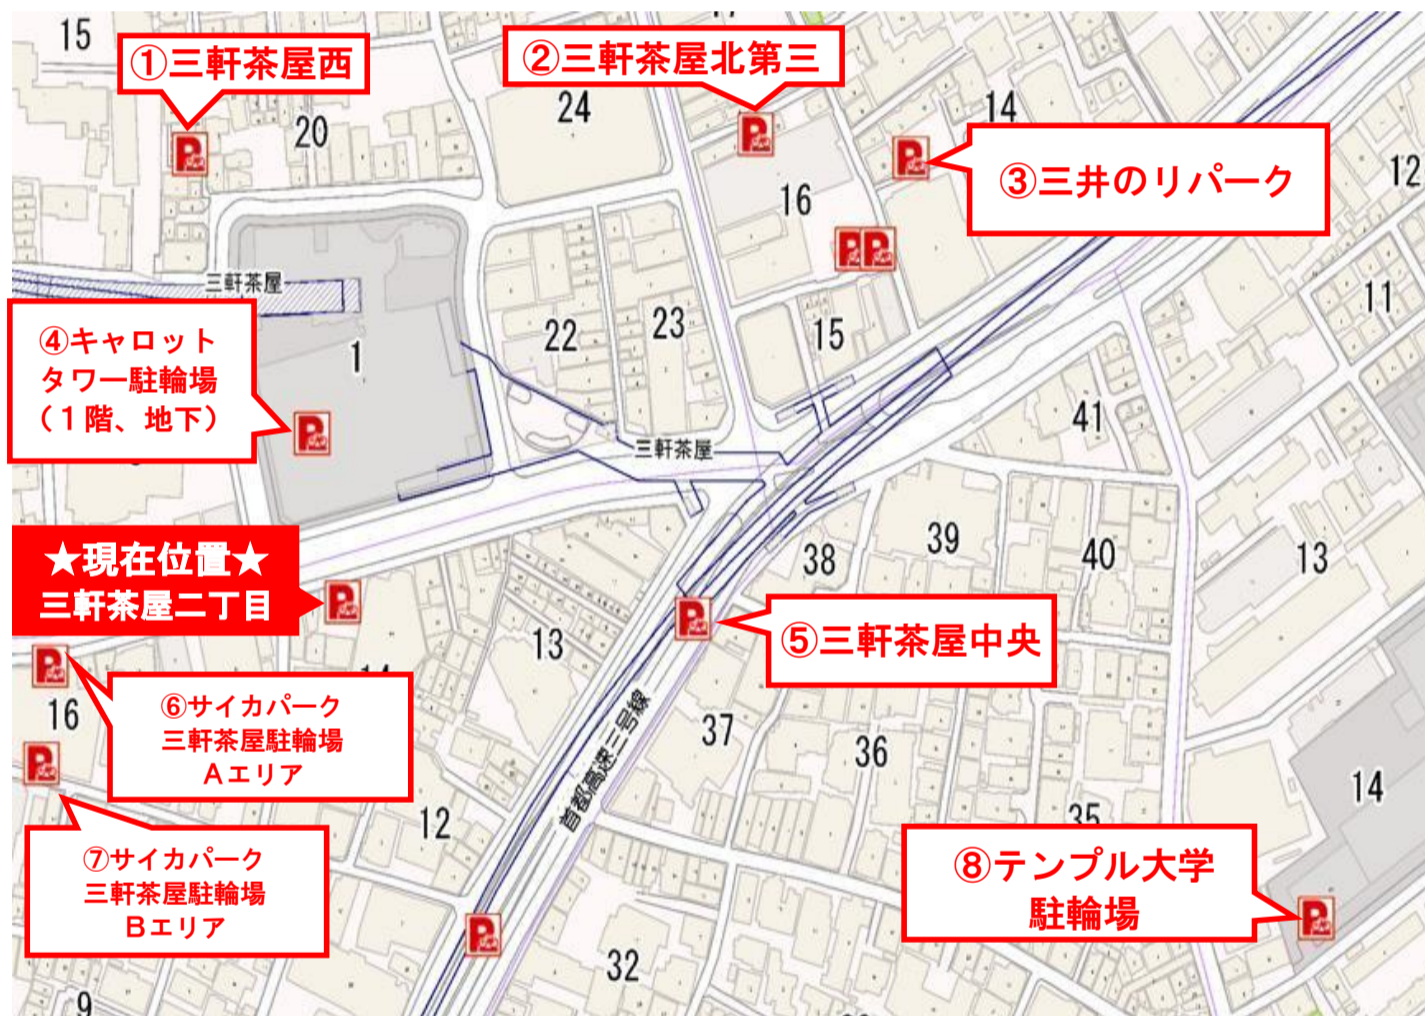 15
①三軒茶屋西
②三軒茶屋北第三
24
20
14
③三井のリパーク
12
16
三軒茶屋
11
④キャロット
タワー駐輪場
(1階、地下)
1
22
23
15
41
三軒茶屋
★現在位置★
三軒茶屋二丁目
38
39
40
13
13
⑤三軒茶屋中央
16
⑥サイカパーク
三軒茶屋駐輪場
Aエリア
首都高速三号線
37
36
14
12
35
⑦サイカパーク
三軒茶屋駐輪場
Bエリア
⑧テンプル大学
駐輪場
32
9